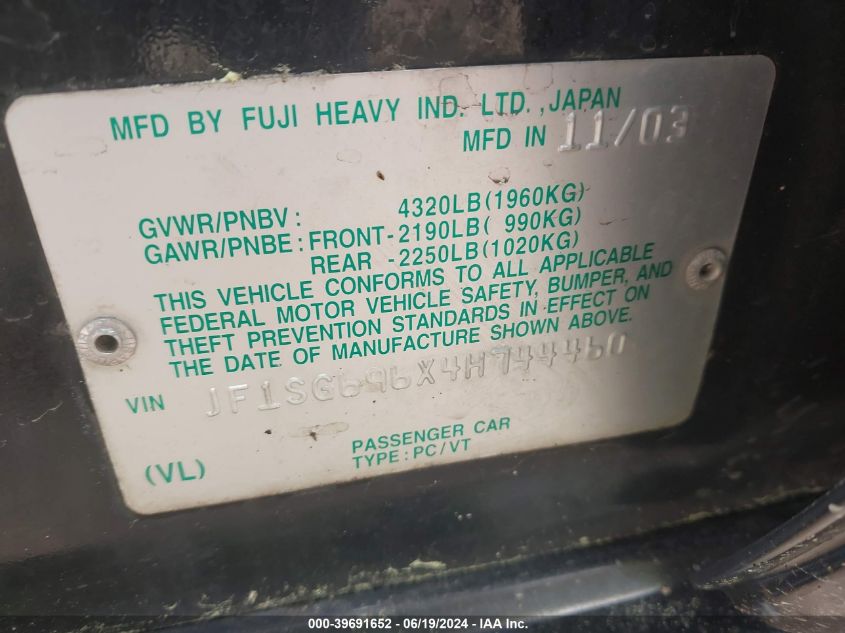 MFD BY FUJI HEAVY IND. LTD., JAPAN
MFD IN 11/03
GVWR/PNBV: 4320LB(1960KG)
GAWR/PNBE: FRONT-2190LB( 990KG)
REAR -2250LB(1020KG)
THIS VEHICLE CONFORMS TO ALL APPLICABLE
FEDERAL MOTOR VEHICLE SAFETY, BUMPER, AND
THEFT PREVENTION STANDARDS IN EFFECT ON
THE DATE OF MANUFACTURE SHOWN ABOVE.
VIN JF1SG696X4H744460
PASSENGER CAR
(VL) TYPE: PC/VT
000-39691652 - 06/19/2024 - IAA Inc.